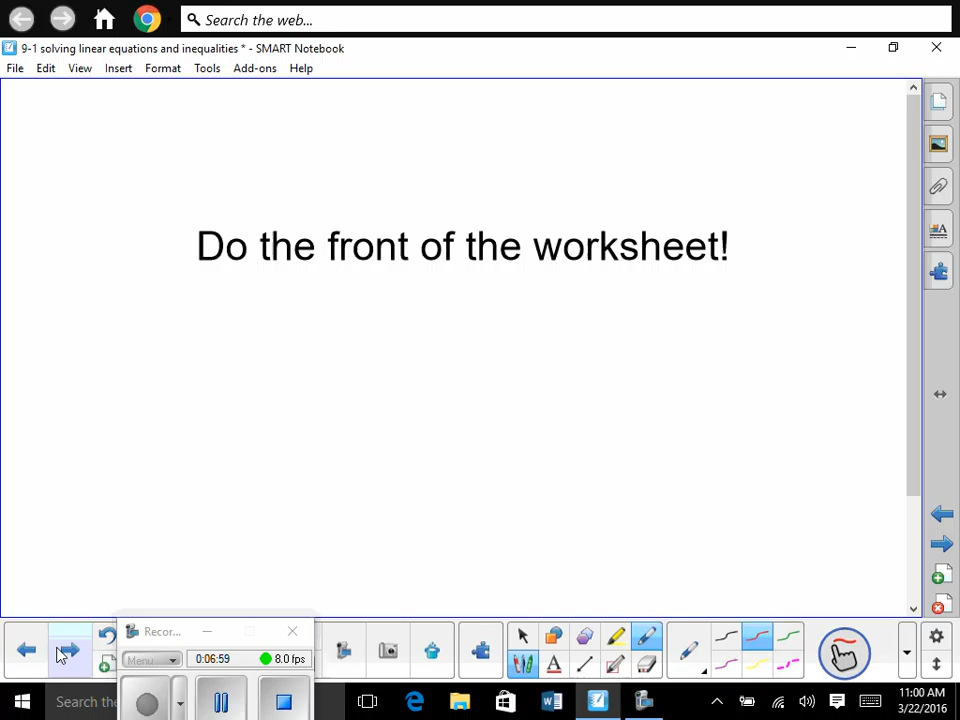 Search the web...
9-1 solving linear equations and inequalities * - SMART Notebook
File Edit View Insert Format Tools Add-ons Help
Do the front of the worksheet!
Recor...
Menu 0:06:59 8.0 fps
Search the
11:00 AM
3/22/2016